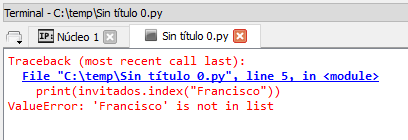 Terminal - C:\temp\Sin título 0.py
IP: Núcleo 1 Sin título 0.py
Traceback (most recent call last):
  File "C:\temp\Sin título 0.py", line 5, in <module>
    print(invitados.index("Francisco"))
ValueError: 'Francisco' is not in list